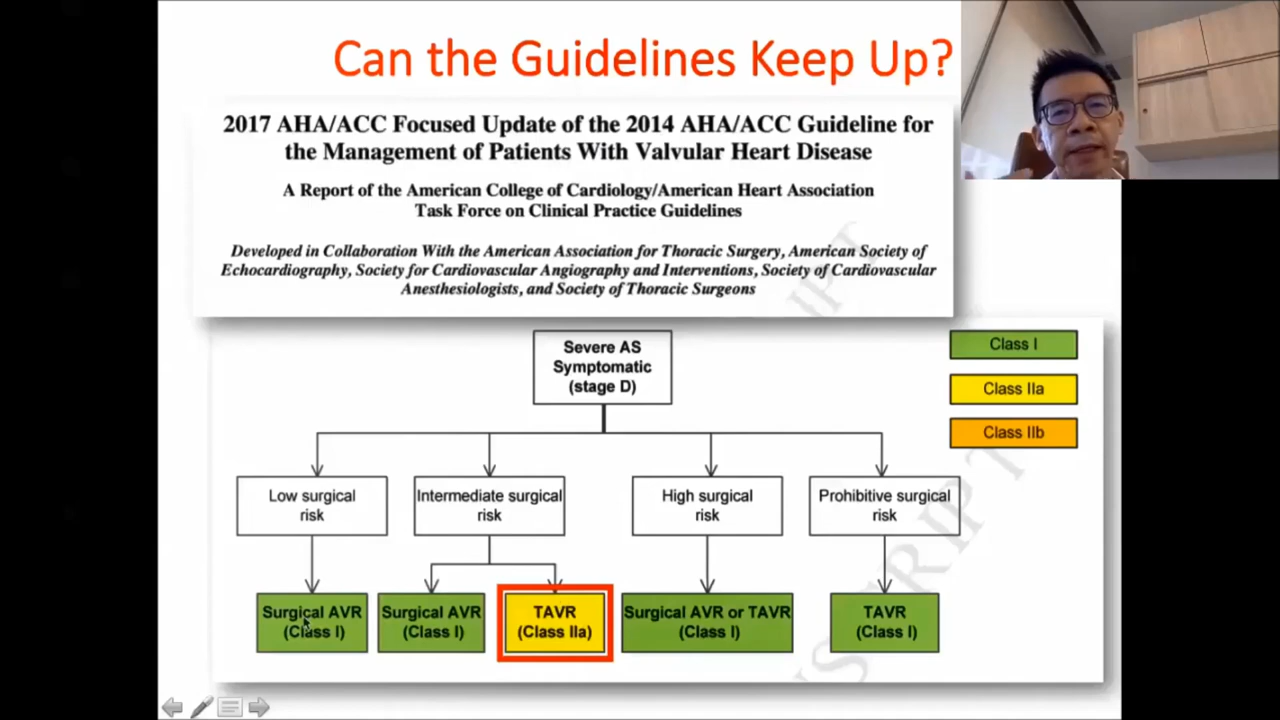 Can the Guidelines Keep Up?
2017 AHA/ACC Focused Update of the 2014 AHA/ACC Guideline for
the Management of Patients With Valvular Heart Disease
A Report of the American College of Cardiology/American Heart Association
Task Force on Clinical Practice Guidelines
Developed in Collaboration With the American Association for Thoracic Surgery, American Society of
Echocardiography, Society for Cardiovascular Angiography and Interventions, Society of Cardiovascular
Anesthesiologists, and Society of Thoracic Surgeons
Severe AS
Symptomatic
(stage D)
Class I
Class IIa
Class IIb
Low surgical
risk
Intermediate surgical
risk
High surgical
risk
Prohibitive surgical
risk
Surgical AVR
(Class I)
Surgical AVR
(Class I)
TAVR
(Class IIa)
Surgical AVR or TAVR
(Class I)
TAVR
(Class I)